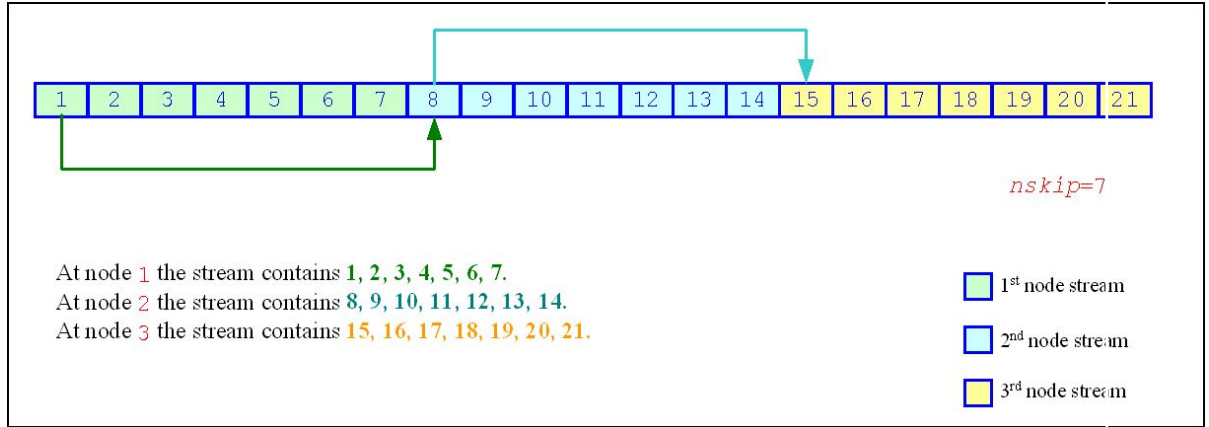 1 2 3 4 5 6 7 8 9 10 11 12 13 14 15 16 17 18 19 20 21
nskip=7
At node 1 the stream contains 1, 2, 3, 4, 5, 6, 7.
At node 2 the stream contains 8, 9, 10, 11, 12, 13, 14.
At node 3 the stream contains 15, 16, 17, 18, 19, 20, 21.
1st node stream
2nd node stream
3rd node stream